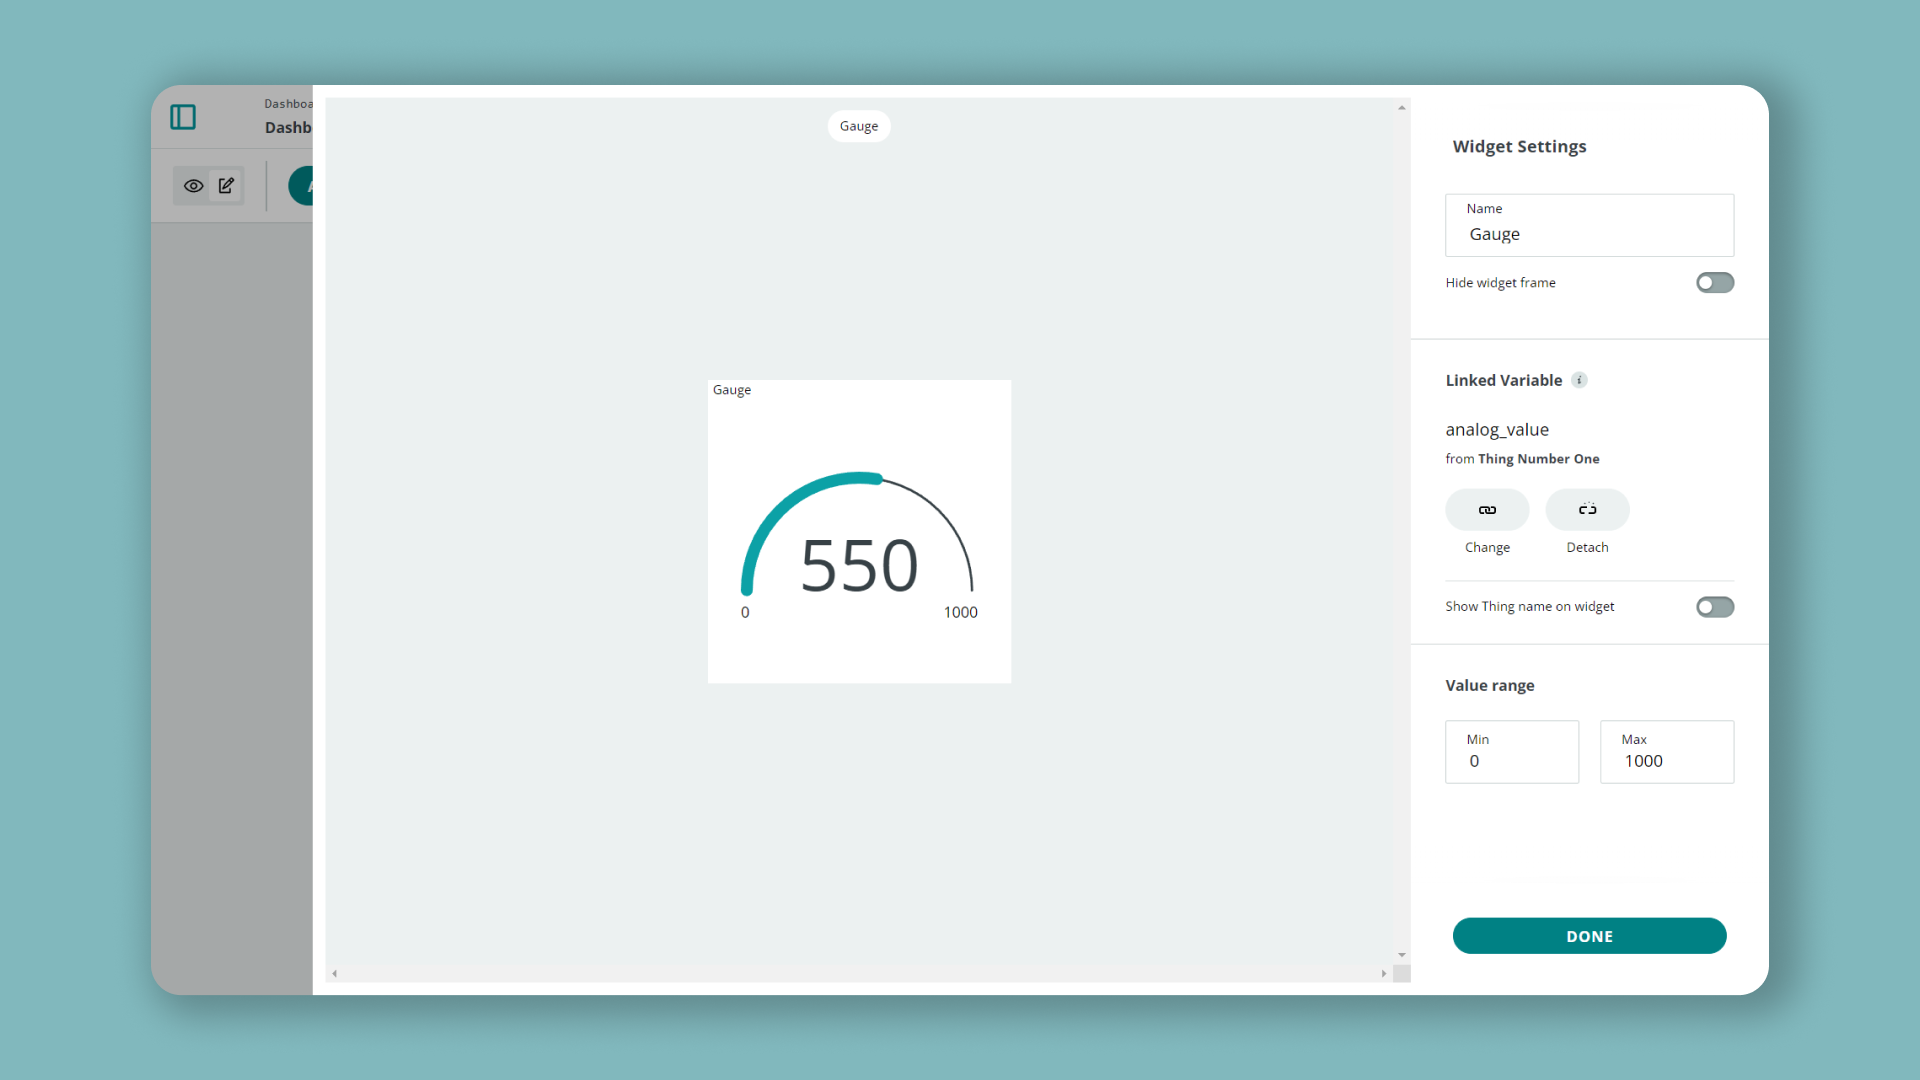 Dashboa
Dashb
A
Gauge
Gauge
550
0
1000
Widget Settings
Name
Gauge
Hide widget frame
Linked Variable i
analog_value
from Thing Number One
Change
Detach
Show Thing name on widget
Value range
Min
0
Max
1000
DONE